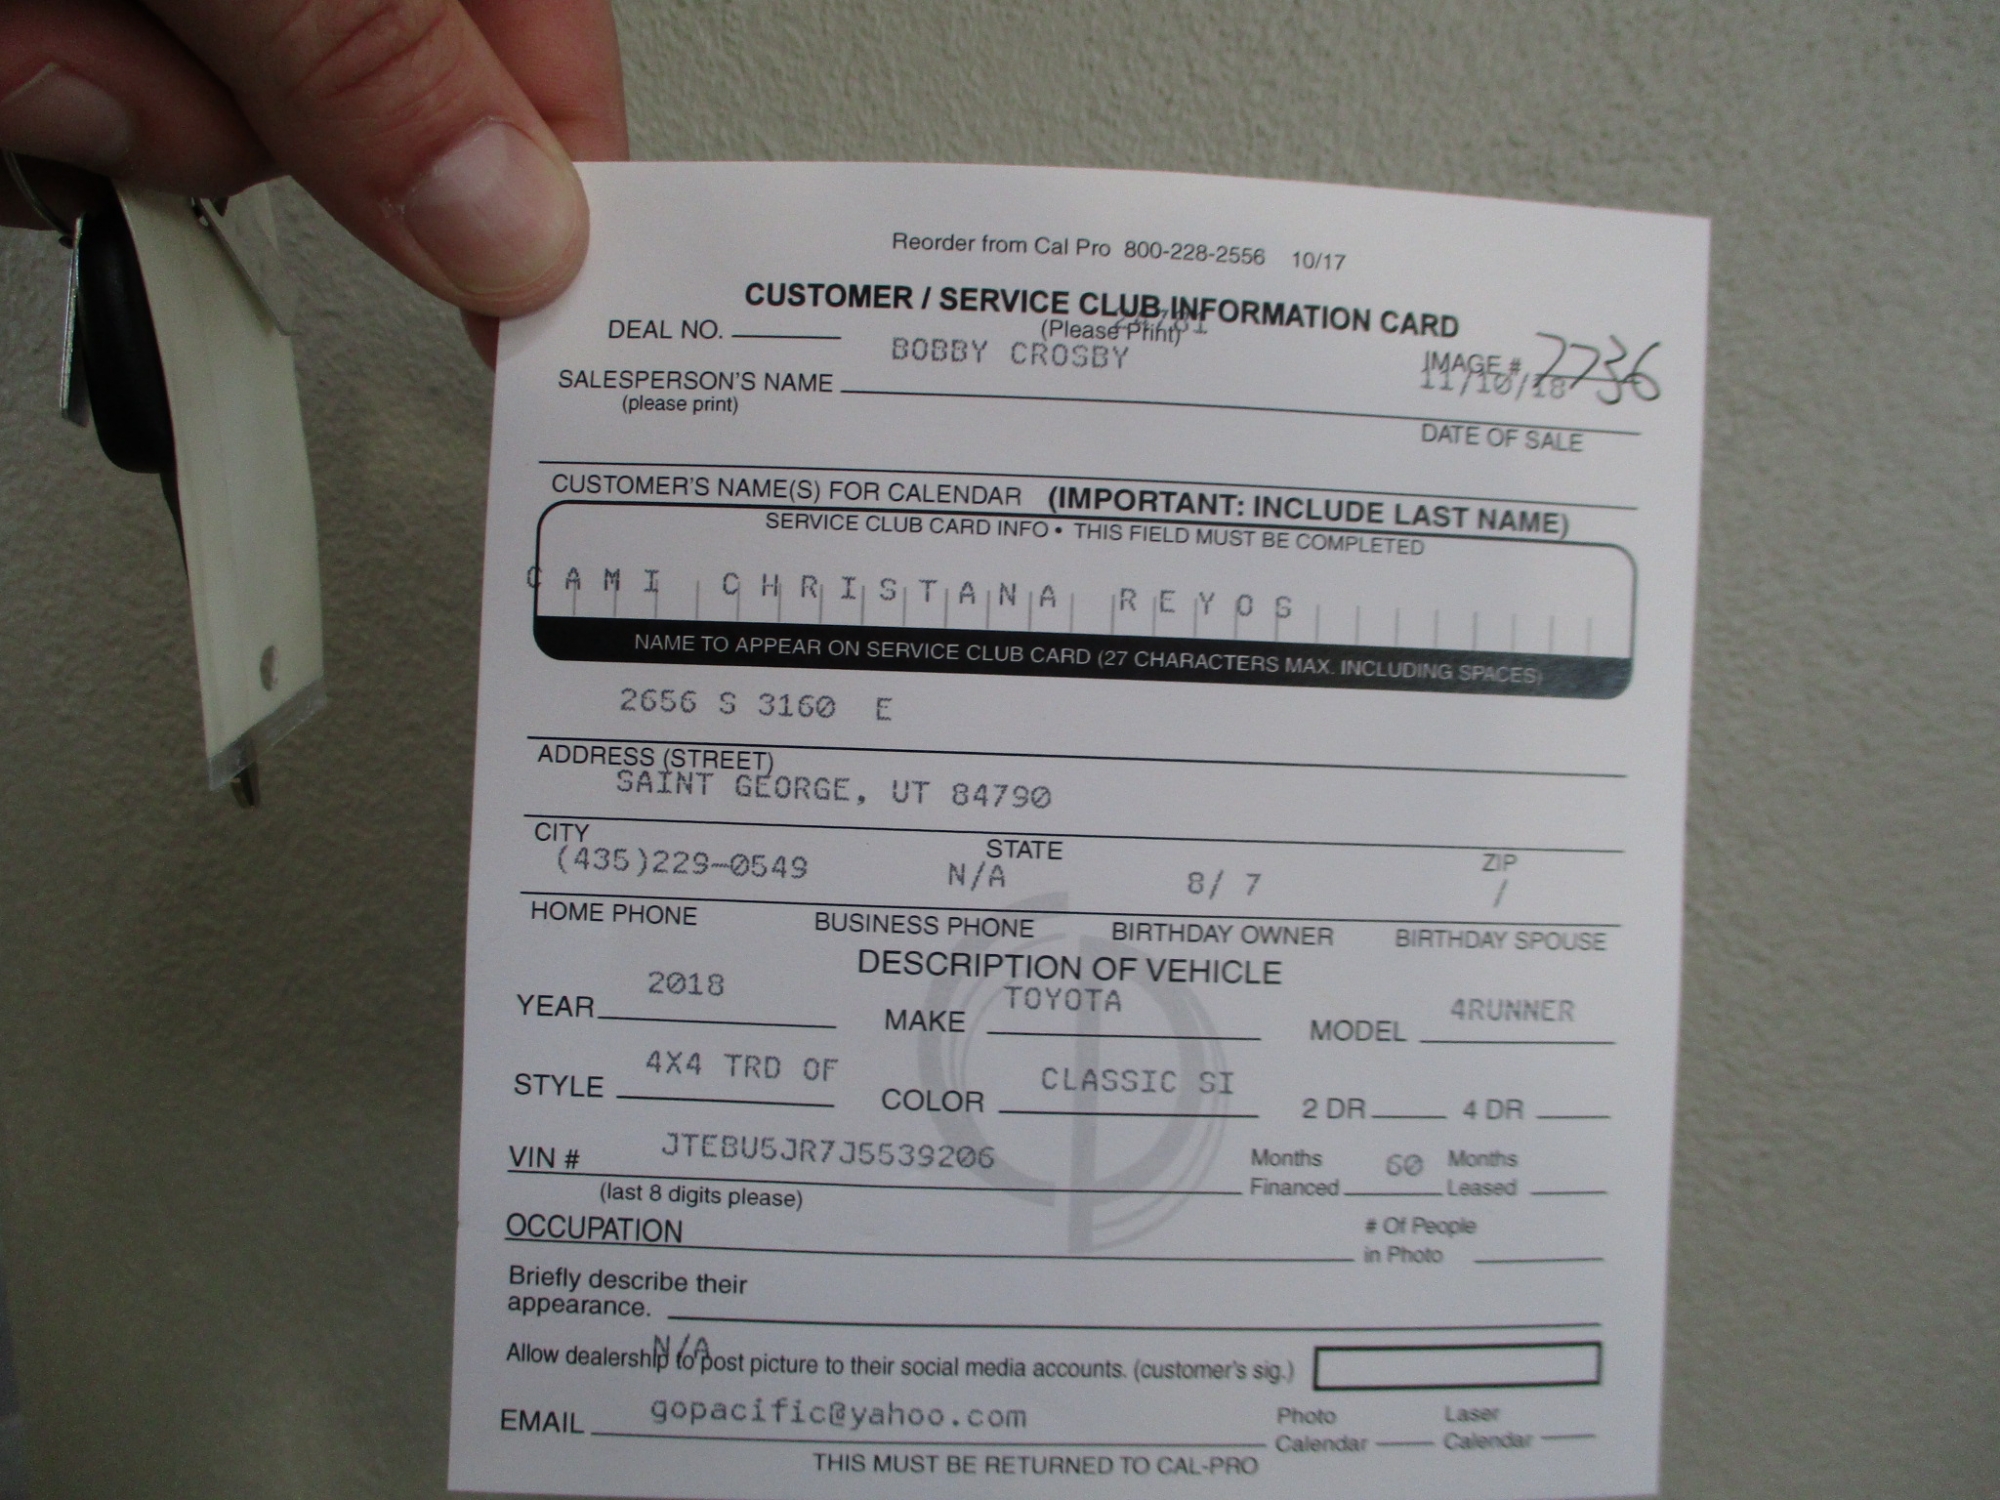 Reorder from Cal Pro 800-228-2556 10/17
CUSTOMER / SERVICE CLUB INFORMATION CARD
DEAL NO. (Please Print)
BOBBY CROSBY
IMAGE # 7736
11/10/18
SALESPERSON'S NAME
(please print)
DATE OF SALE
CUSTOMER'S NAME(S) FOR CALENDAR (IMPORTANT: INCLUDE LAST NAME)
SERVICE CLUB CARD INFO • THIS FIELD MUST BE COMPLETED
CAMI CHRISTANA REYOS
NAME TO APPEAR ON SERVICE CLUB CARD (27 CHARACTERS MAX. INCLUDING SPACES)
2656 S 3160 E
ADDRESS (STREET)
SAINT GEORGE, UT 84790
CITY STATE ZIP
(435)229-0549 N/A 8/ 7 /
HOME PHONE BUSINESS PHONE BIRTHDAY OWNER BIRTHDAY SPOUSE
DESCRIPTION OF VEHICLE
YEAR 2018 MAKE TOYOTA MODEL 4RUNNER
STYLE 4X4 TRD OF COLOR CLASSIC SI 2 DR 4 DR
VIN # JTEBU5JR7J5539206 Months Financed 60 Months Leased
(last 8 digits please)
OCCUPATION # Of People in Photo
Briefly describe their
appearance.
N/A
Allow dealership to post picture to their social media accounts. (customer's sig.)
EMAIL gopacific@yahoo.com Photo Calendar Laser Calendar
THIS MUST BE RETURNED TO CAL-PRO